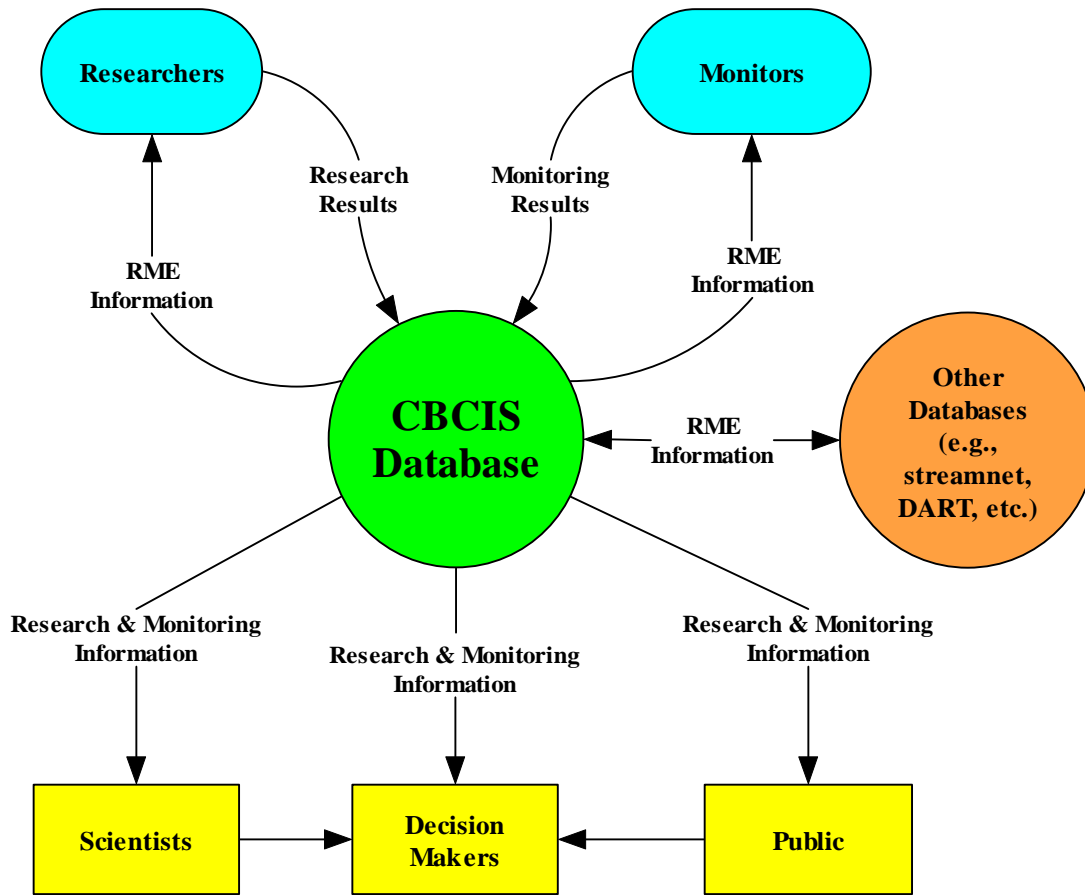 Researchers
Monitors
Research
Results
Monitoring
Results
RME
Information
RME
Information
CBCIS
Database
RME
Information
Other
Databases
(e.g.,
streamnet,
DART, etc.)
Research & Monitoring
Information
Research & Monitoring
Information
Research & Monitoring
Information
Scientists
Decision
Makers
Public